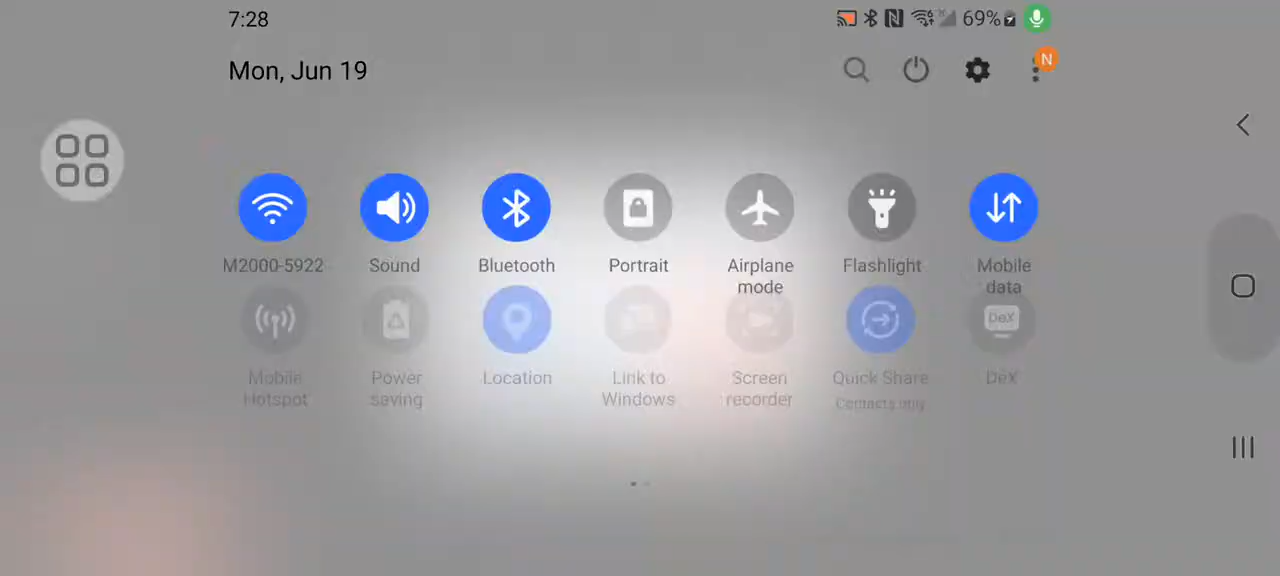 7:28
69%
Mon, Jun 19
N
M2000-5922
Sound
Bluetooth
Portrait
Airplane
mode
Flashlight
Mobile
data
Mobile
Hotspot
Power
saving
Location
Link to
Windows
Screen
recorder
Quick Share
Contacts only
DeX
DeX